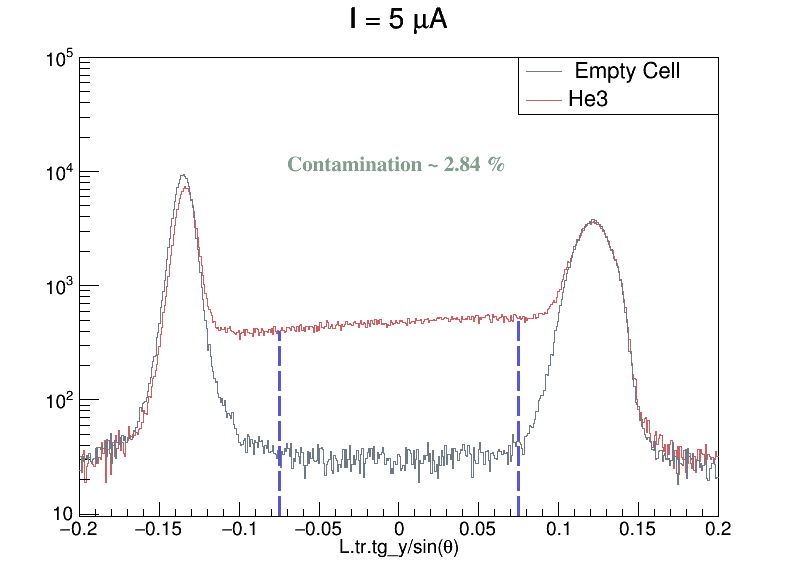 I = 5 μA
10^5
Empty Cell
He3
Contamination ~ 2.84 %
10^4
10^3
10^2
10
−0.2 −0.15 −0.1 −0.05 0 0.05 0.1 0.15 0.2
L.tr.tg_y/sin(θ)